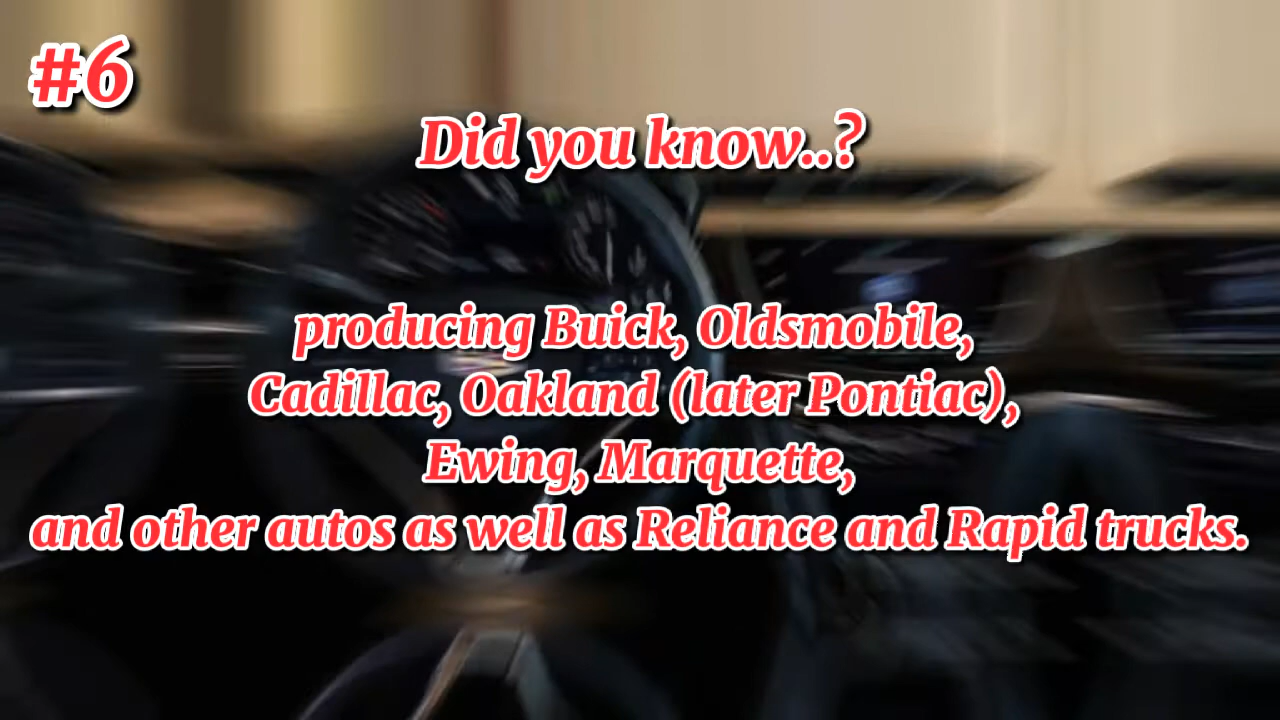 #6
Did you know..?
producing Buick, Oldsmobile,
Cadillac, Oakland (later Pontiac),
Ewing, Marquette,
and other autos as well as Reliance and Rapid trucks.